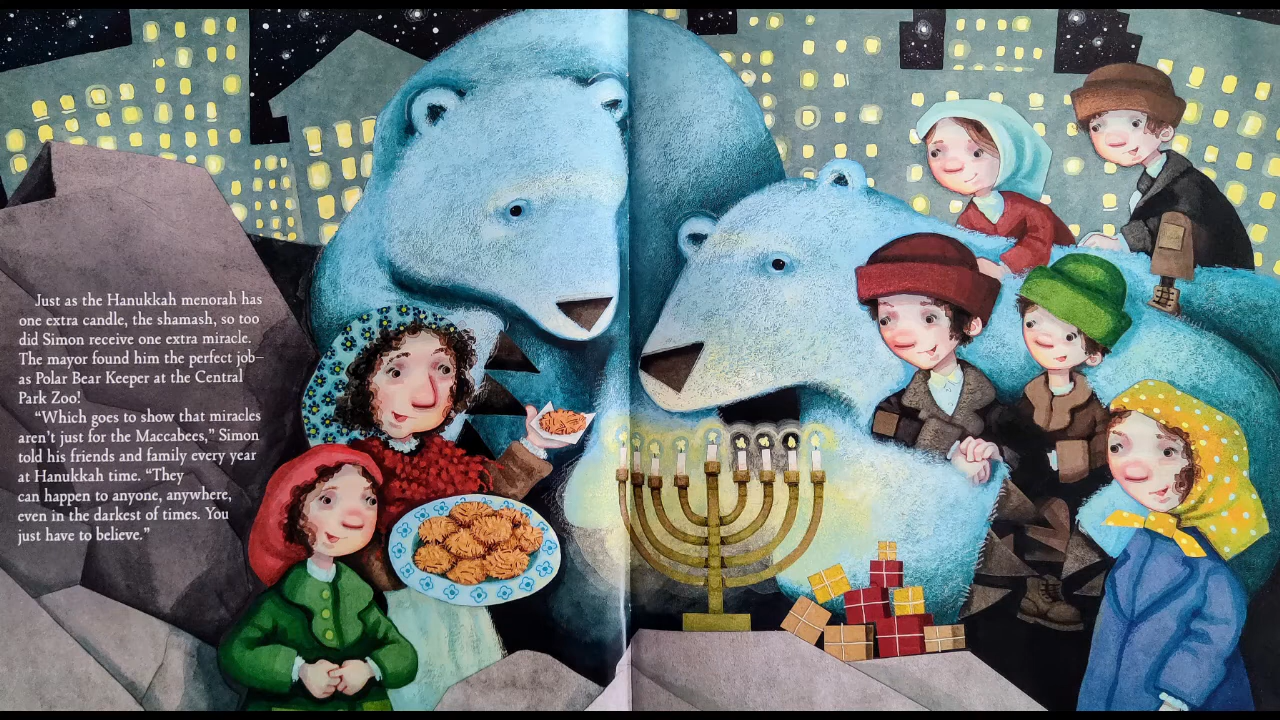 Just as the Hanukkah menorah has
one extra candle, the shamash, so too
did Simon receive one extra miracle.
The mayor found him the perfect job–
as Polar Bear Keeper at the Central
Park Zoo!
“Which goes to show that miracles
aren’t just for the Maccabees,” Simon
told his friends and family every year
at Hanukkah time. “They
can happen to anyone, anywhere,
even in the darkest of times. You
just have to believe.”